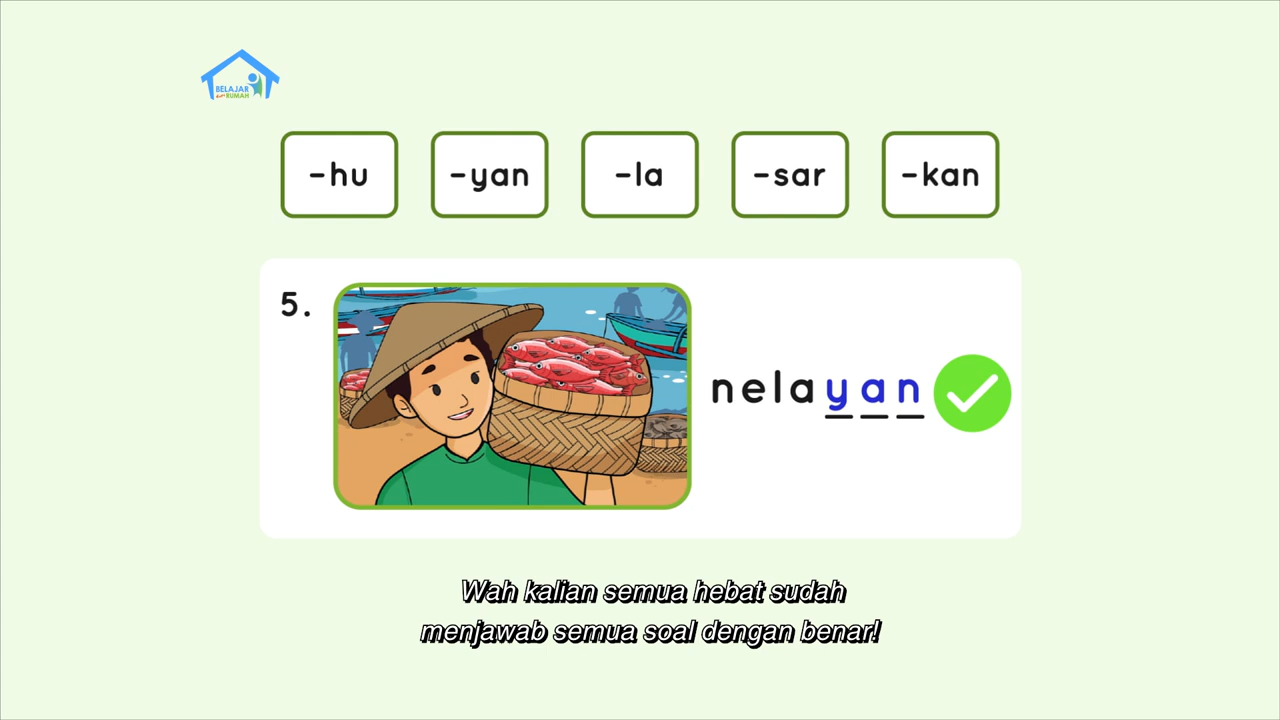 BELAJAR
dari RUMAH
-hu
-yan
-la
-sar
-kan
5.
nelayan
Wah kalian semua hebat sudah
menjawab semua soal dengan benar!